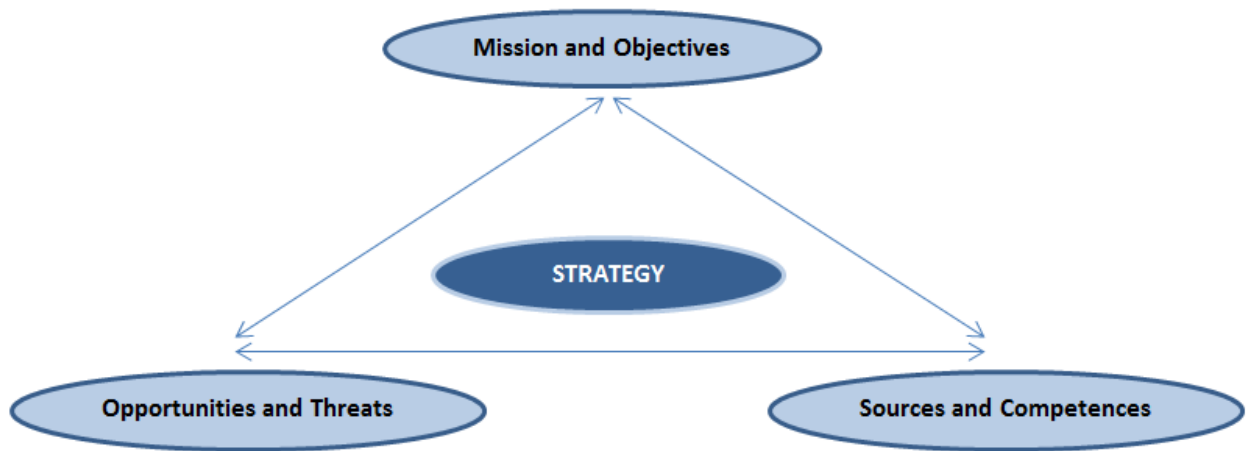 Mission and Objectives
STRATEGY
Opportunities and Threats
Sources and Competences